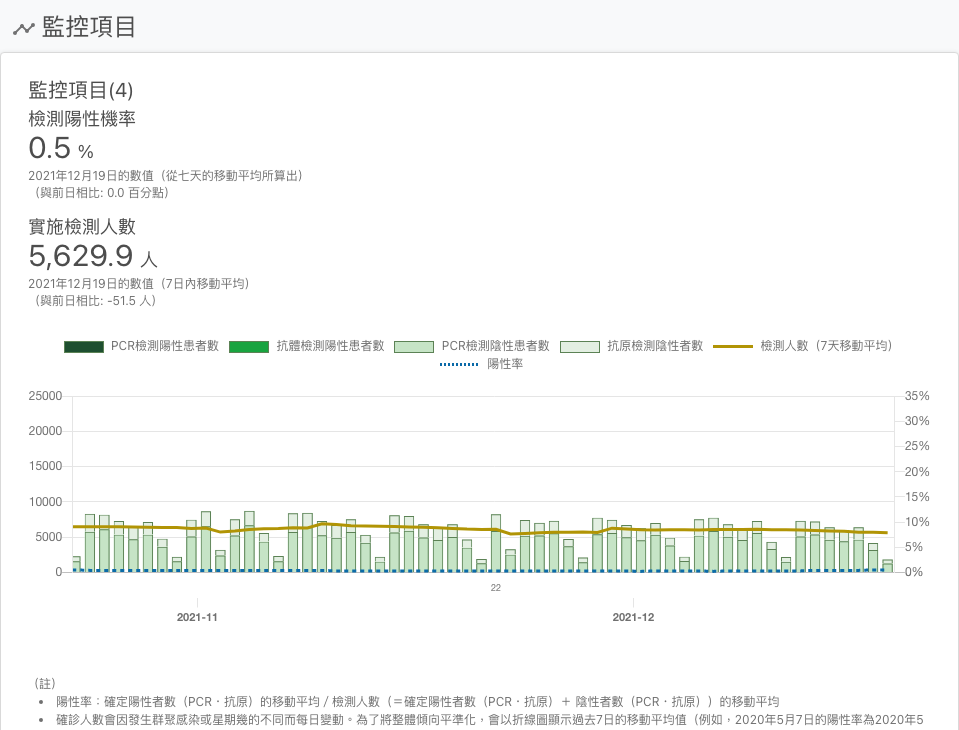 監控項目
監控項目(4)
檢測陽性機率
0.5 %
2021年12月19日的數值（從七天的移動平均所算出）
（與前日相比: 0.0 百分點）
實施檢測人數
5,629.9 人
2021年12月19日的數值（7日內移動平均）
（與前日相比: -51.5 人）
PCR檢測陽性患者數 抗體檢測陽性患者數 PCR檢測陰性患者數 抗原檢測陰性者數 檢測人數（7天移動平均）
陽性率
25000 35%
30%
20000
25%
15000 20%
15%
10000
10%
5000
5%
0 0%
22
2021-11 2021-12
（註）
• 陽性率：確定陽性者數（PCR・抗原）的移動平均 / 檢測人數（＝確定陽性者數（PCR・抗原）＋ 陰性者數（PCR・抗原））的移動平均
• 確診人數會因發生群聚感染或星期幾的不同而每日變動。為了將整體傾向平準化，會以折線圖顯示過去7日的移動平均值（例如，2020年5月7日的陽性率為2020年5